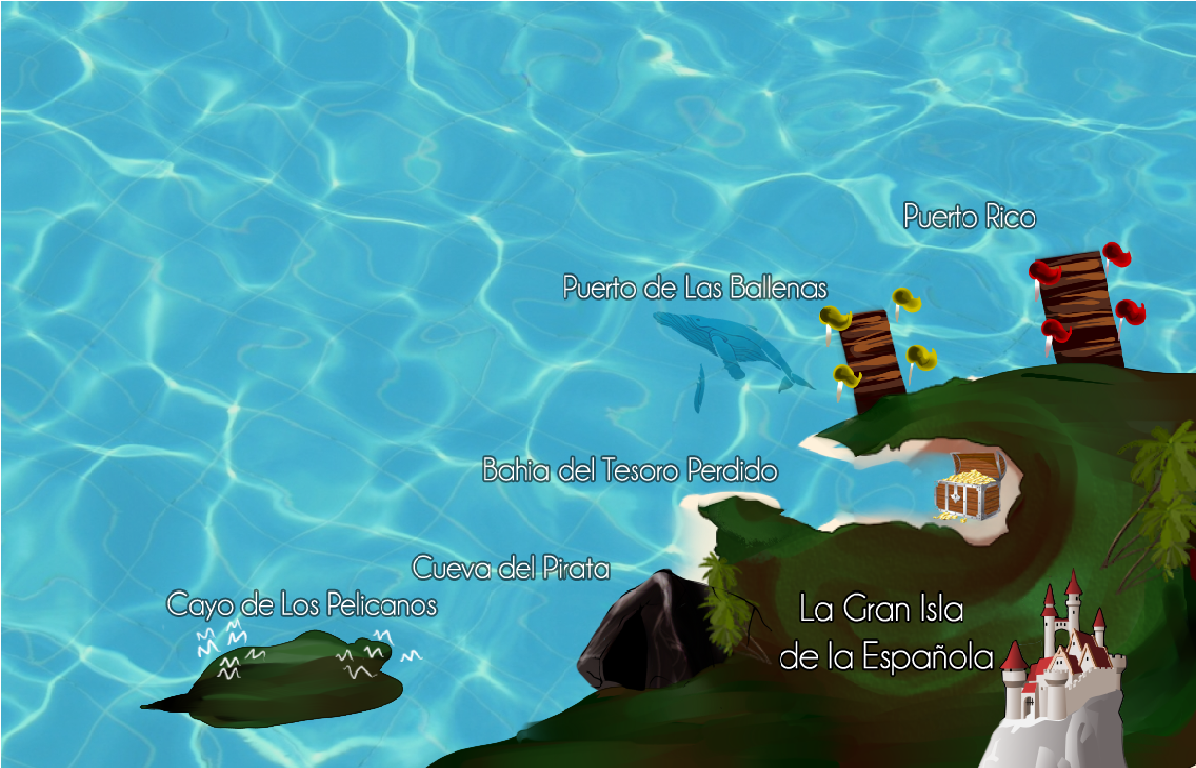 Puerto Rico
Puerto de Las Ballenas
Bahia del Tesoro Perdido
Cueva del Pirata
Cayo de Los Pelicanos
La Gran Isla
de la Española